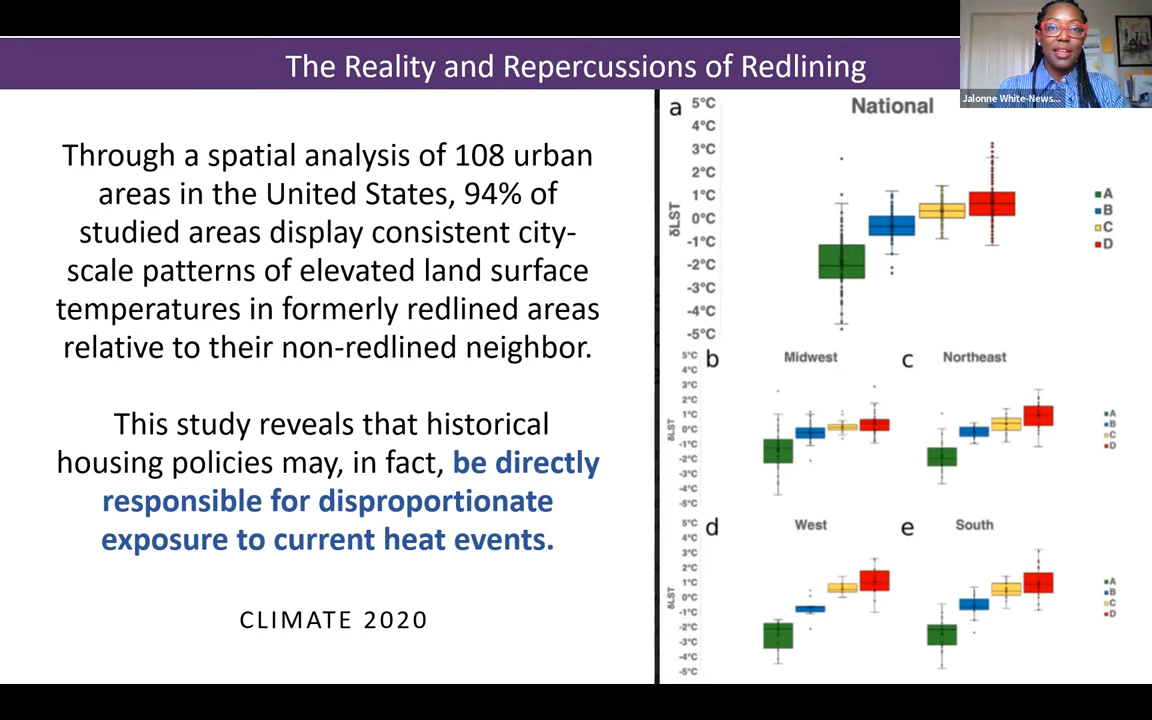 The Reality and Repercussions of Redlining
Jalonne White-News...
Through a spatial analysis of 108 urban
areas in the United States, 94% of
studied areas display consistent city-
scale patterns of elevated land surface
temperatures in formerly redlined areas
relative to their non-redlined neighbor.
This study reveals that historical
housing policies may, in fact, be directly
responsible for disproportionate
exposure to current heat events.
CLIMATE 2020
a
National
5°C
4°C
3°C
2°C
1°C
0°C
-1°C
-2°C
-3°C
-4°C
-5°C
δLST
A
B
C
D
b
Midwest
c
Northeast
5°C
4°C
3°C
2°C
1°C
0°C
-1°C
-2°C
-3°C
-4°C
-5°C
δLST
A
B
C
D
d
West
e
South
5°C
4°C
3°C
2°C
1°C
0°C
-1°C
-2°C
-3°C
-4°C
-5°C
δLST
A
B
C
D